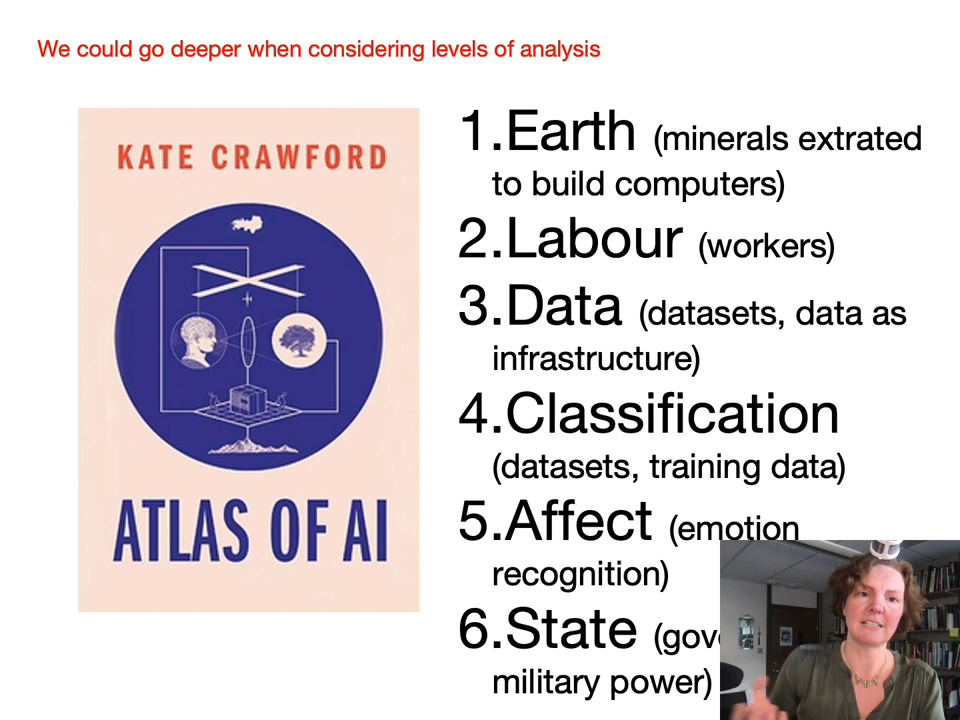 We could go deeper when considering levels of analysis
KATE CRAWFORD
ATLAS OF AI
1.Earth (minerals extrated
to build computers)
2.Labour (workers)
3.Data (datasets, data as
infrastructure)
4.Classification
(datasets, training data)
5.Affect (emotion
recognition)
6.State
military power)